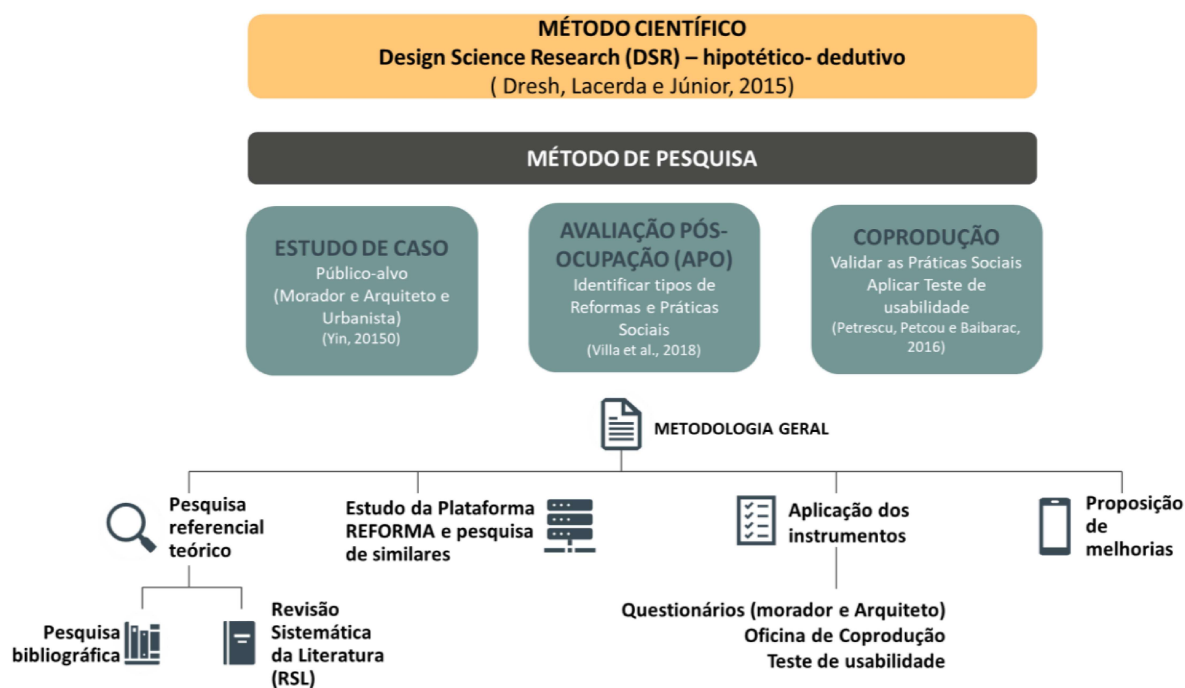 MÉTODO CIENTÍFICO
Design Science Research (DSR) – hipotético- dedutivo
( Dresh, Lacerda e Júnior, 2015)
MÉTODO DE PESQUISA
ESTUDO DE CASO
Público-alvo
(Morador e Arquiteto e
Urbanista)
(Yin, 20150)
AVALIAÇÃO PÓS-
OCUPAÇÃO (APO)
Identificar tipos de
Reformas e Práticas
Sociais
(Villa et al., 2018)
COPRODUÇÃO
Validar as Práticas Sociais
Aplicar Teste de
usabilidade
(Petrescu, Petcou e Baibarac,
2016)
METODOLOGIA GERAL
Pesquisa
referencial
teórico
Estudo da Plataforma
REFORMA e pesquisa
de similares
Aplicação dos
instrumentos
Proposição
de
melhorias
Pesquisa
bibliográfica
Revisão
Sistemática
da Literatura
(RSL)
Questionários (morador e Arquiteto)
Oficina de Coprodução
Teste de usabilidade